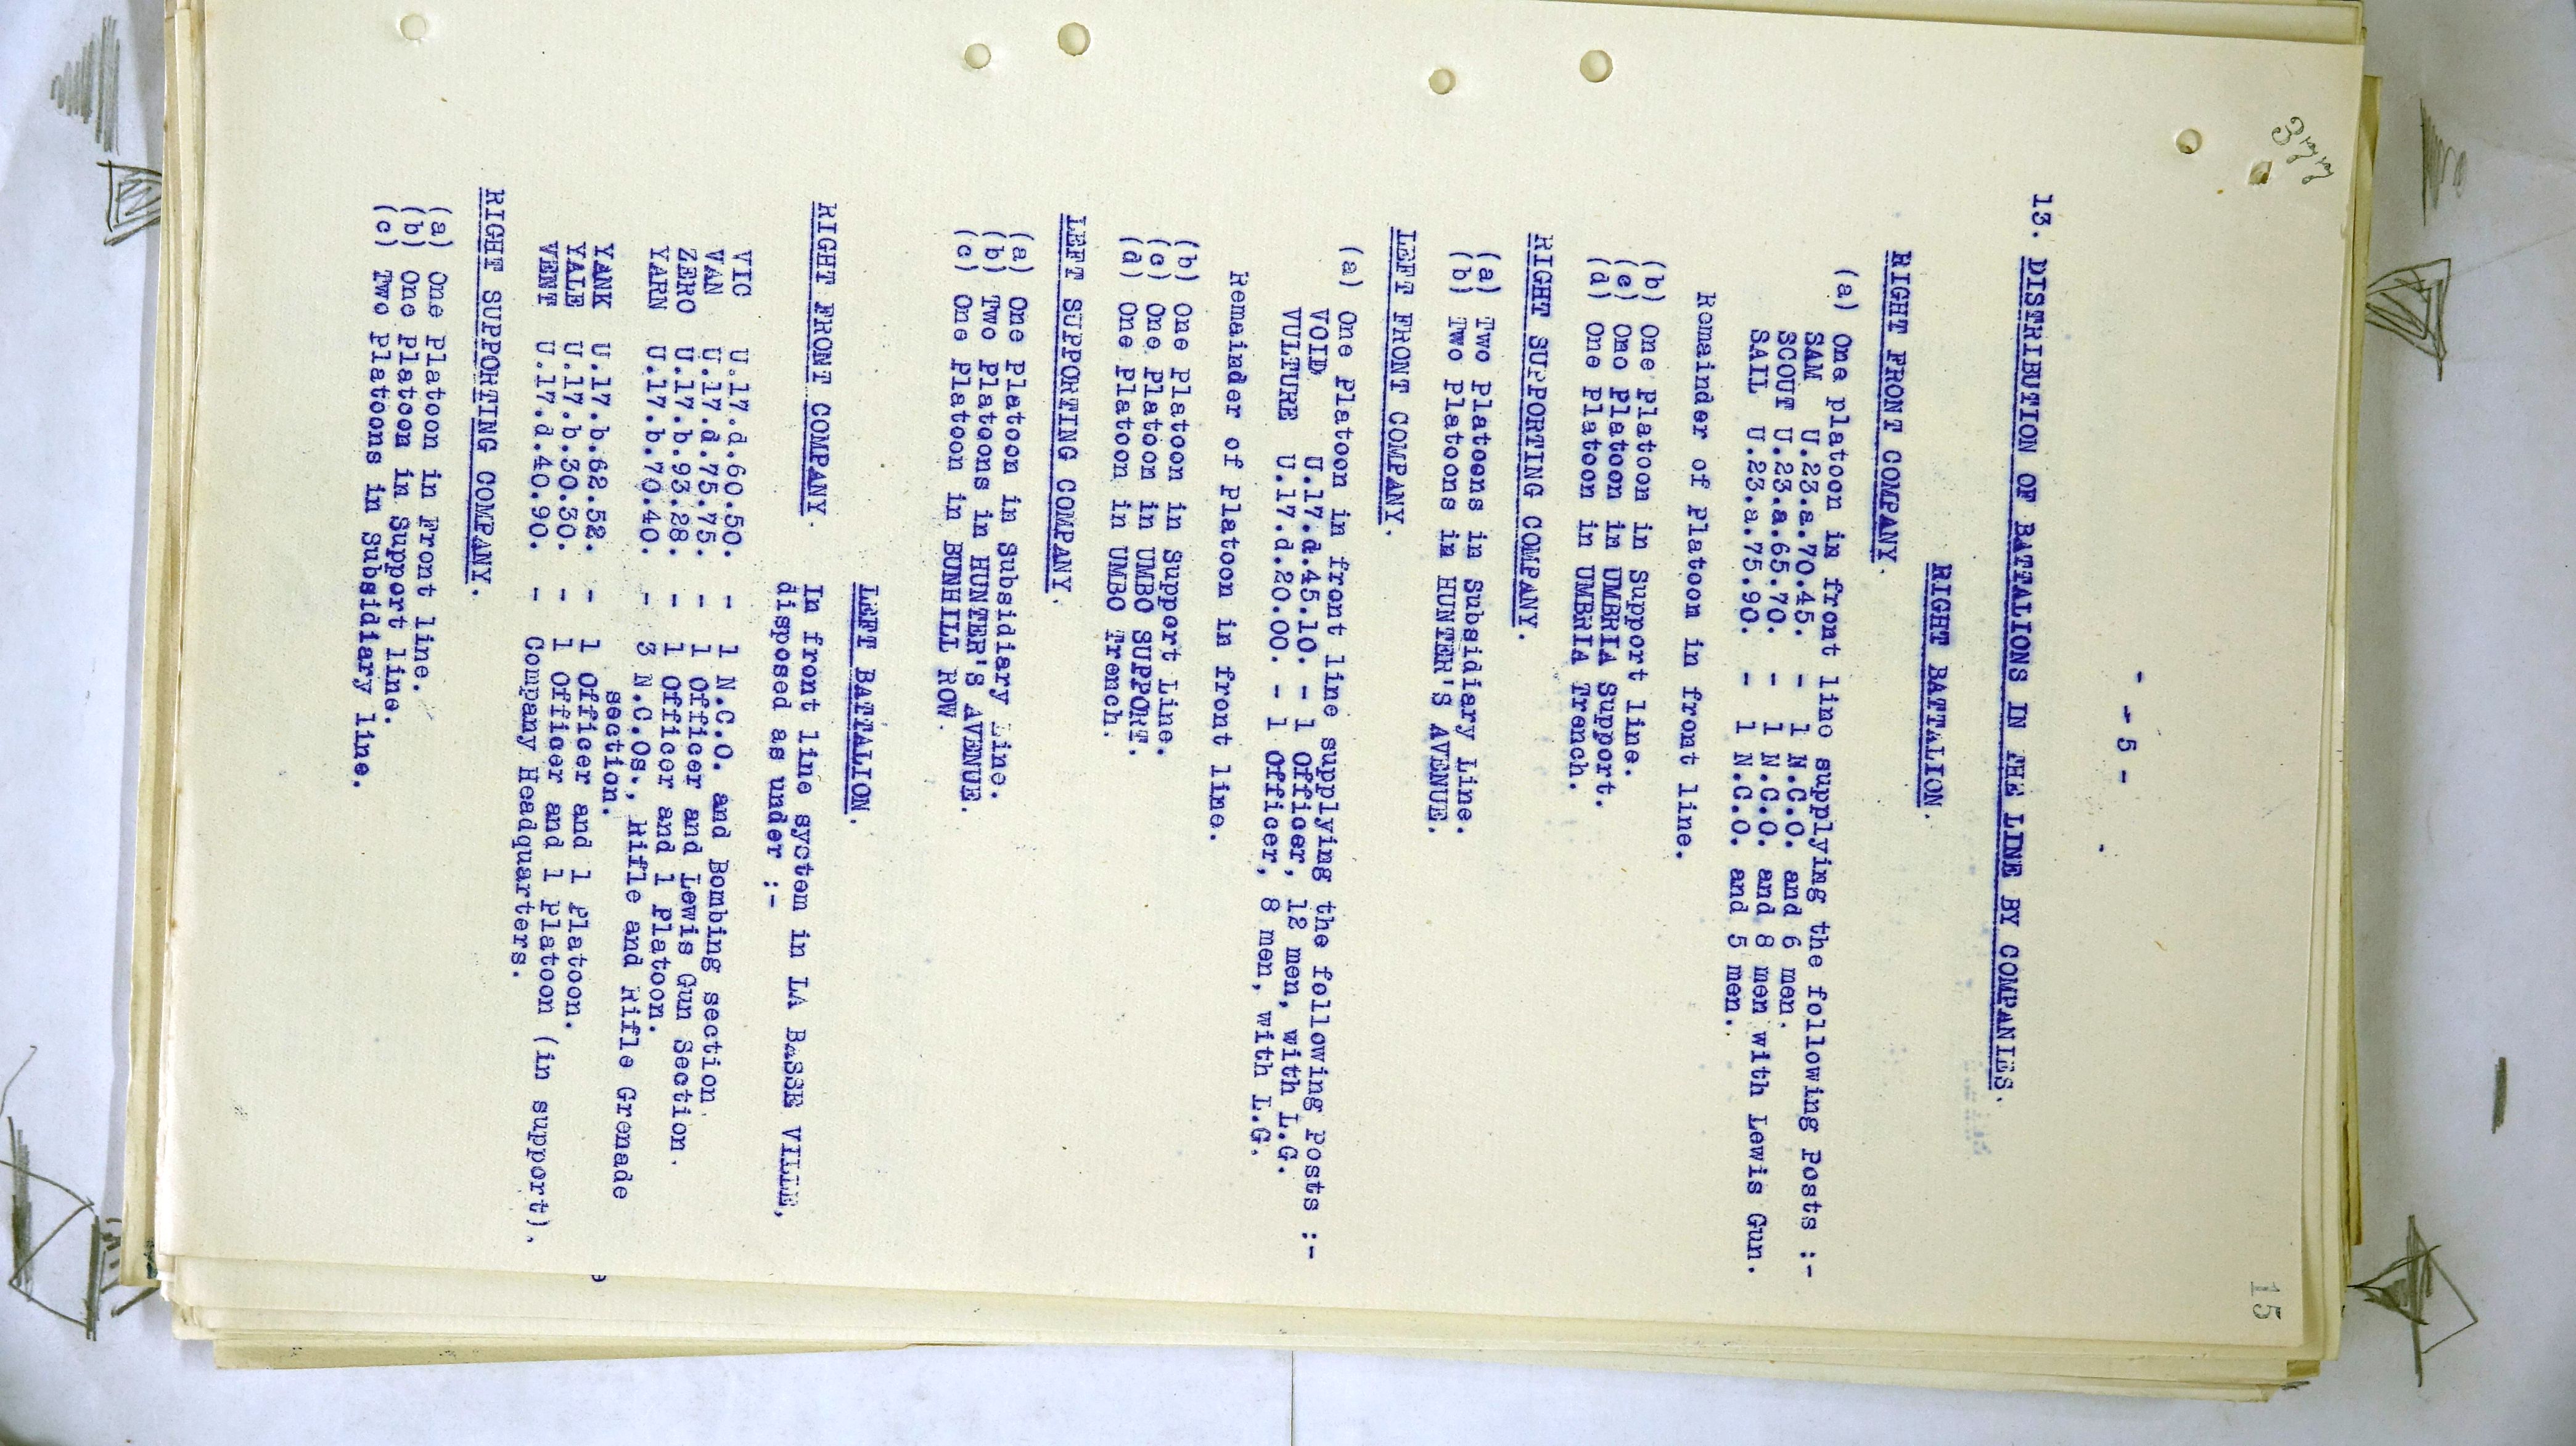 15
- - 5 -
13. DISTRIBUTION OF BATTALIONS IN THE LINE BY COMPANIES.
RIGHT BATTALION.
RIGHT FRONT COMPANY.
(a) One platoon in front line supplying the following Posts :-
SAM U.23.a.70.45. - 1 N.C.O. and 6 men.
SCOUT U.23.a.65.70. - 1 N.C.O. and 8 men with Lewis Gun.
SAIL U.23.a.75.90. - 1 N.C.O. and 5 men.
Remainder of Platoon in front line.
(b) One Platoon in Support line.
(c) One Platoon in UMBRIA Support.
(d) One Platoon in UMBRIA Trench.
RIGHT SUPPORTING COMPANY.
(a) Two Platoons in Subsidiary Line.
(b) Two Platoons in HUNTER'S AVENUE.
LEFT FRONT COMPANY.
(a) One Platoon in front line supplying the following Posts :-
VOID U.17.d.45.10. - 1 Officer, 12 men, with L.G.
VULTURE U.17.d.20.00. - 1 Officer, 8 men, with L.G.
Remainder of Platoon in front line.
(b) One Platoon in Support Line.
(c) One Platoon in UMBO SUPPORT.
(d) One Platoon in UMBO Trench.
LEFT SUPPORTING COMPANY.
(a) One Platoon in Subsidiary Line.
(b) Two Platoons in HUNTER'S AVENUE.
(c) One Platoon in BUNHILL ROW.
LEFT BATTALION.
RIGHT FRONT COMPANY. In front line system in LA BASSE VILLE,
disposed as under :-
VIC U.17.d.60.50. - 1 N.C.O. and Bombing section.
VAN U.17.d.75.75. - 1 Officer and Lewis Gun Section.
ZERO U.17.b.93.28. - 1 Officer and 1 Platoon.
YARN U.17.b.70.40. - 3 N.C.Os., Rifle and Rifle Grenade
section.
YANK U.17.b.62.52. - 1 Officer and 1 Platoon.
YALE U.17.b.30.30. - 1 Officer and 1 Platoon (in support).
VENT U.17.d.40.90. - Company Headquarters.
RIGHT SUPPORTING COMPANY.
(a) One Platoon in Front line.
(b) One Platoon in Support line.
(c) Two Platoons in Subsidiary line.